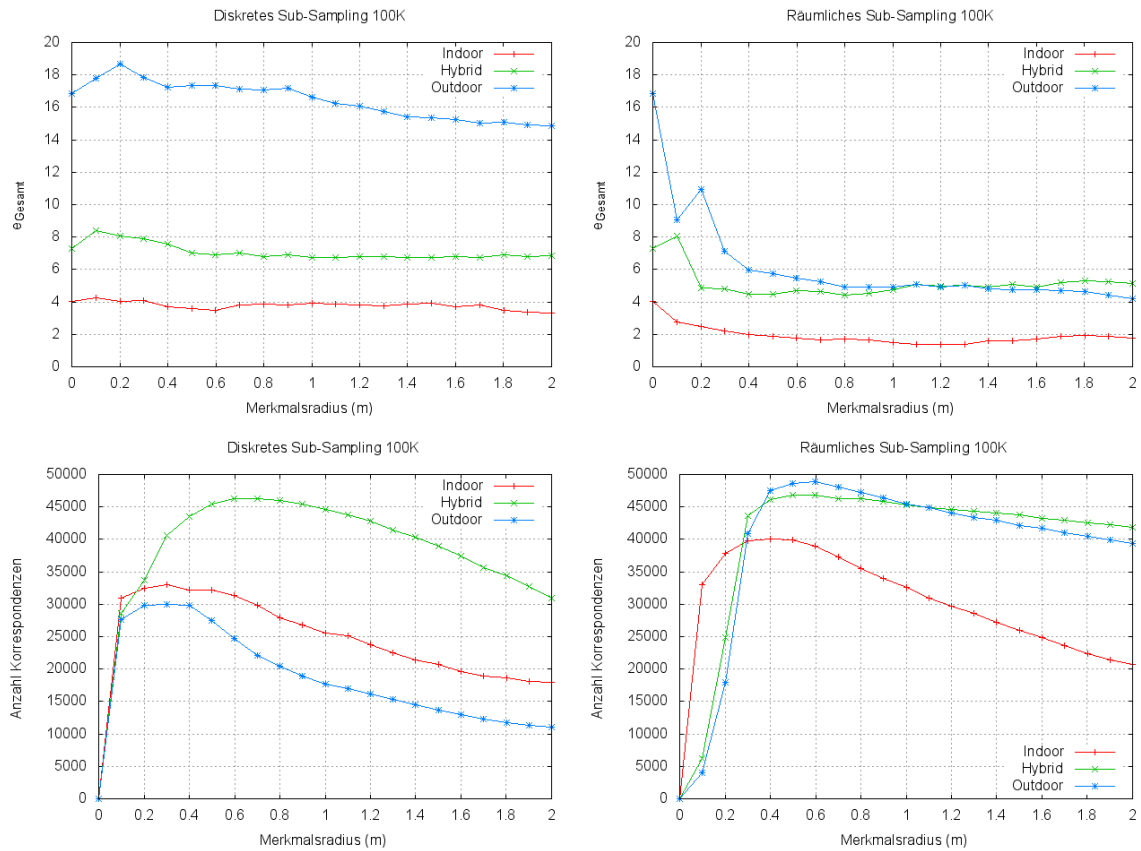 Diskretes Sub-Sampling 100K
20
18
16
14
12
10
8
6
4
2
0
eGesamt
Indoor
Hybrid
Outdoor
0 0.2 0.4 0.6 0.8 1 1.2 1.4 1.6 1.8 2
Merkmalsradius (m)
Räumliches Sub-Sampling 100K
20
18
16
14
12
10
8
6
4
2
0
eGesamt
Indoor
Hybrid
Outdoor
0 0.2 0.4 0.6 0.8 1 1.2 1.4 1.6 1.8 2
Merkmalsradius (m)
Diskretes Sub-Sampling 100K
50000
45000
40000
35000
30000
25000
20000
15000
10000
5000
0
Anzahl Korrespondenzen
Indoor
Hybrid
Outdoor
0 0.2 0.4 0.6 0.8 1 1.2 1.4 1.6 1.8 2
Merkmalsradius (m)
Räumliches Sub-Sampling 100K
50000
45000
40000
35000
30000
25000
20000
15000
10000
5000
0
Anzahl Korrespondenzen
Indoor
Hybrid
Outdoor
0 0.2 0.4 0.6 0.8 1 1.2 1.4 1.6 1.8 2
Merkmalsradius (m)